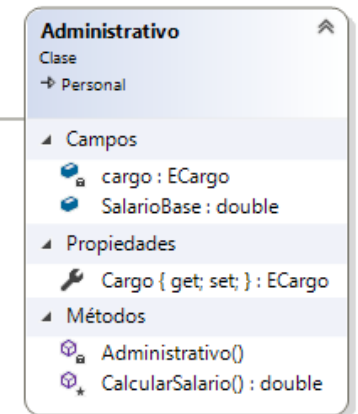 Administrativo
Clase
Personal
Campos
cargo : ECargo
SalarioBase : double
Propiedades
Cargo { get; set; } : ECargo
Métodos
Administrativo()
CalcularSalario() : double